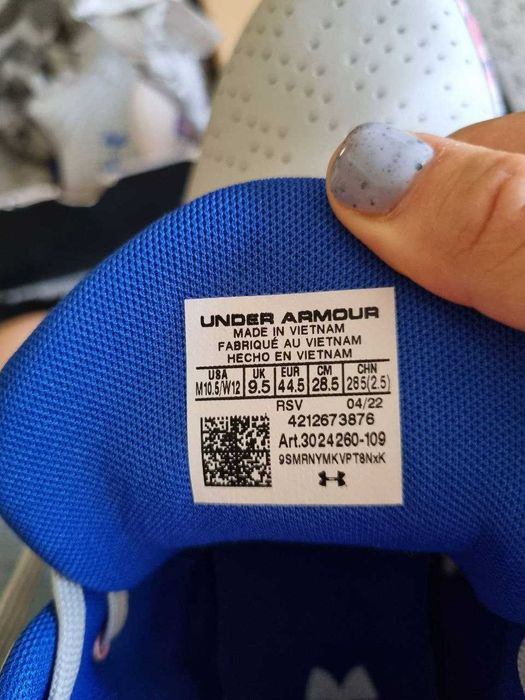 UNDER ARMOUR
MADE IN VIETNAM
FABRIQUÉ AU VIETNAM
HECHO EN VIETNAM
USA UK EUR CM CHN
M10.5/W12 9.5 44.5 28.5 285(2.5)
RSV 04/22
4212673876
Art.3024260-109
9SMRNYMKVPT8NxK